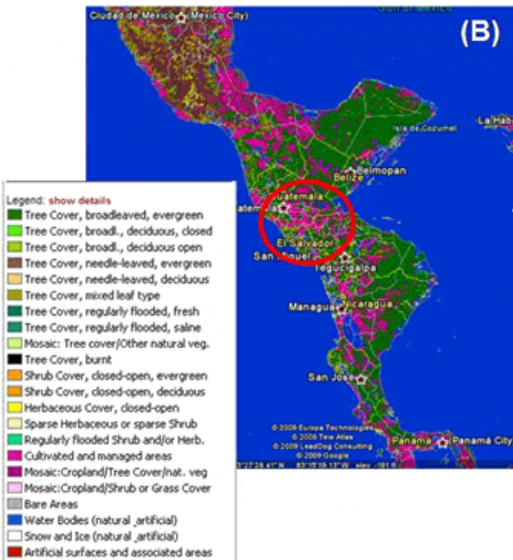 Gulf of Mexico
Ciudad de México (Mexico City)
(B)
Isla de Cozumel
La Hab
Belmopan
Belize
Guatemala
atemala
El Salvador
San Miguel
Tegucigalpa
Managua
Nicaragua
San José
© 2009 Europa Technologies
© 2009 Tele Atlas
© 2009 LeadDog Consulting
© 2009 Google
Panama
Panamá City
Legend: show details
Tree Cover, broadleaved, evergreen
Tree Cover, broadl., deciduous, closed
Tree Cover, broadl., deciduous open
Tree Cover, needle-leaved, evergreen
Tree Cover, needle-leaved, deciduous
Tree Cover, mixed leaf type
Tree Cover, regularly flooded, fresh
Tree Cover, regularly flooded, saline
Mosaic: Tree cover/Other natural veg.
Tree Cover, burnt
Shrub Cover, closed-open, evergreen
Shrub Cover, closed-open, deciduous
Herbaceous Cover, closed-open
Sparse Herbaceous or sparse Shrub
Regularly flooded Shrub and/or Herb.
Cultivated and managed areas
Mosaic:Cropland/Tree Cover/nat. veg
Mosaic:Cropland/Shrub or Grass Cover
Bare Areas
Water Bodies (natural_artificial)
Snow and Ice (natural_artificial)
Artificial surfaces and associated areas